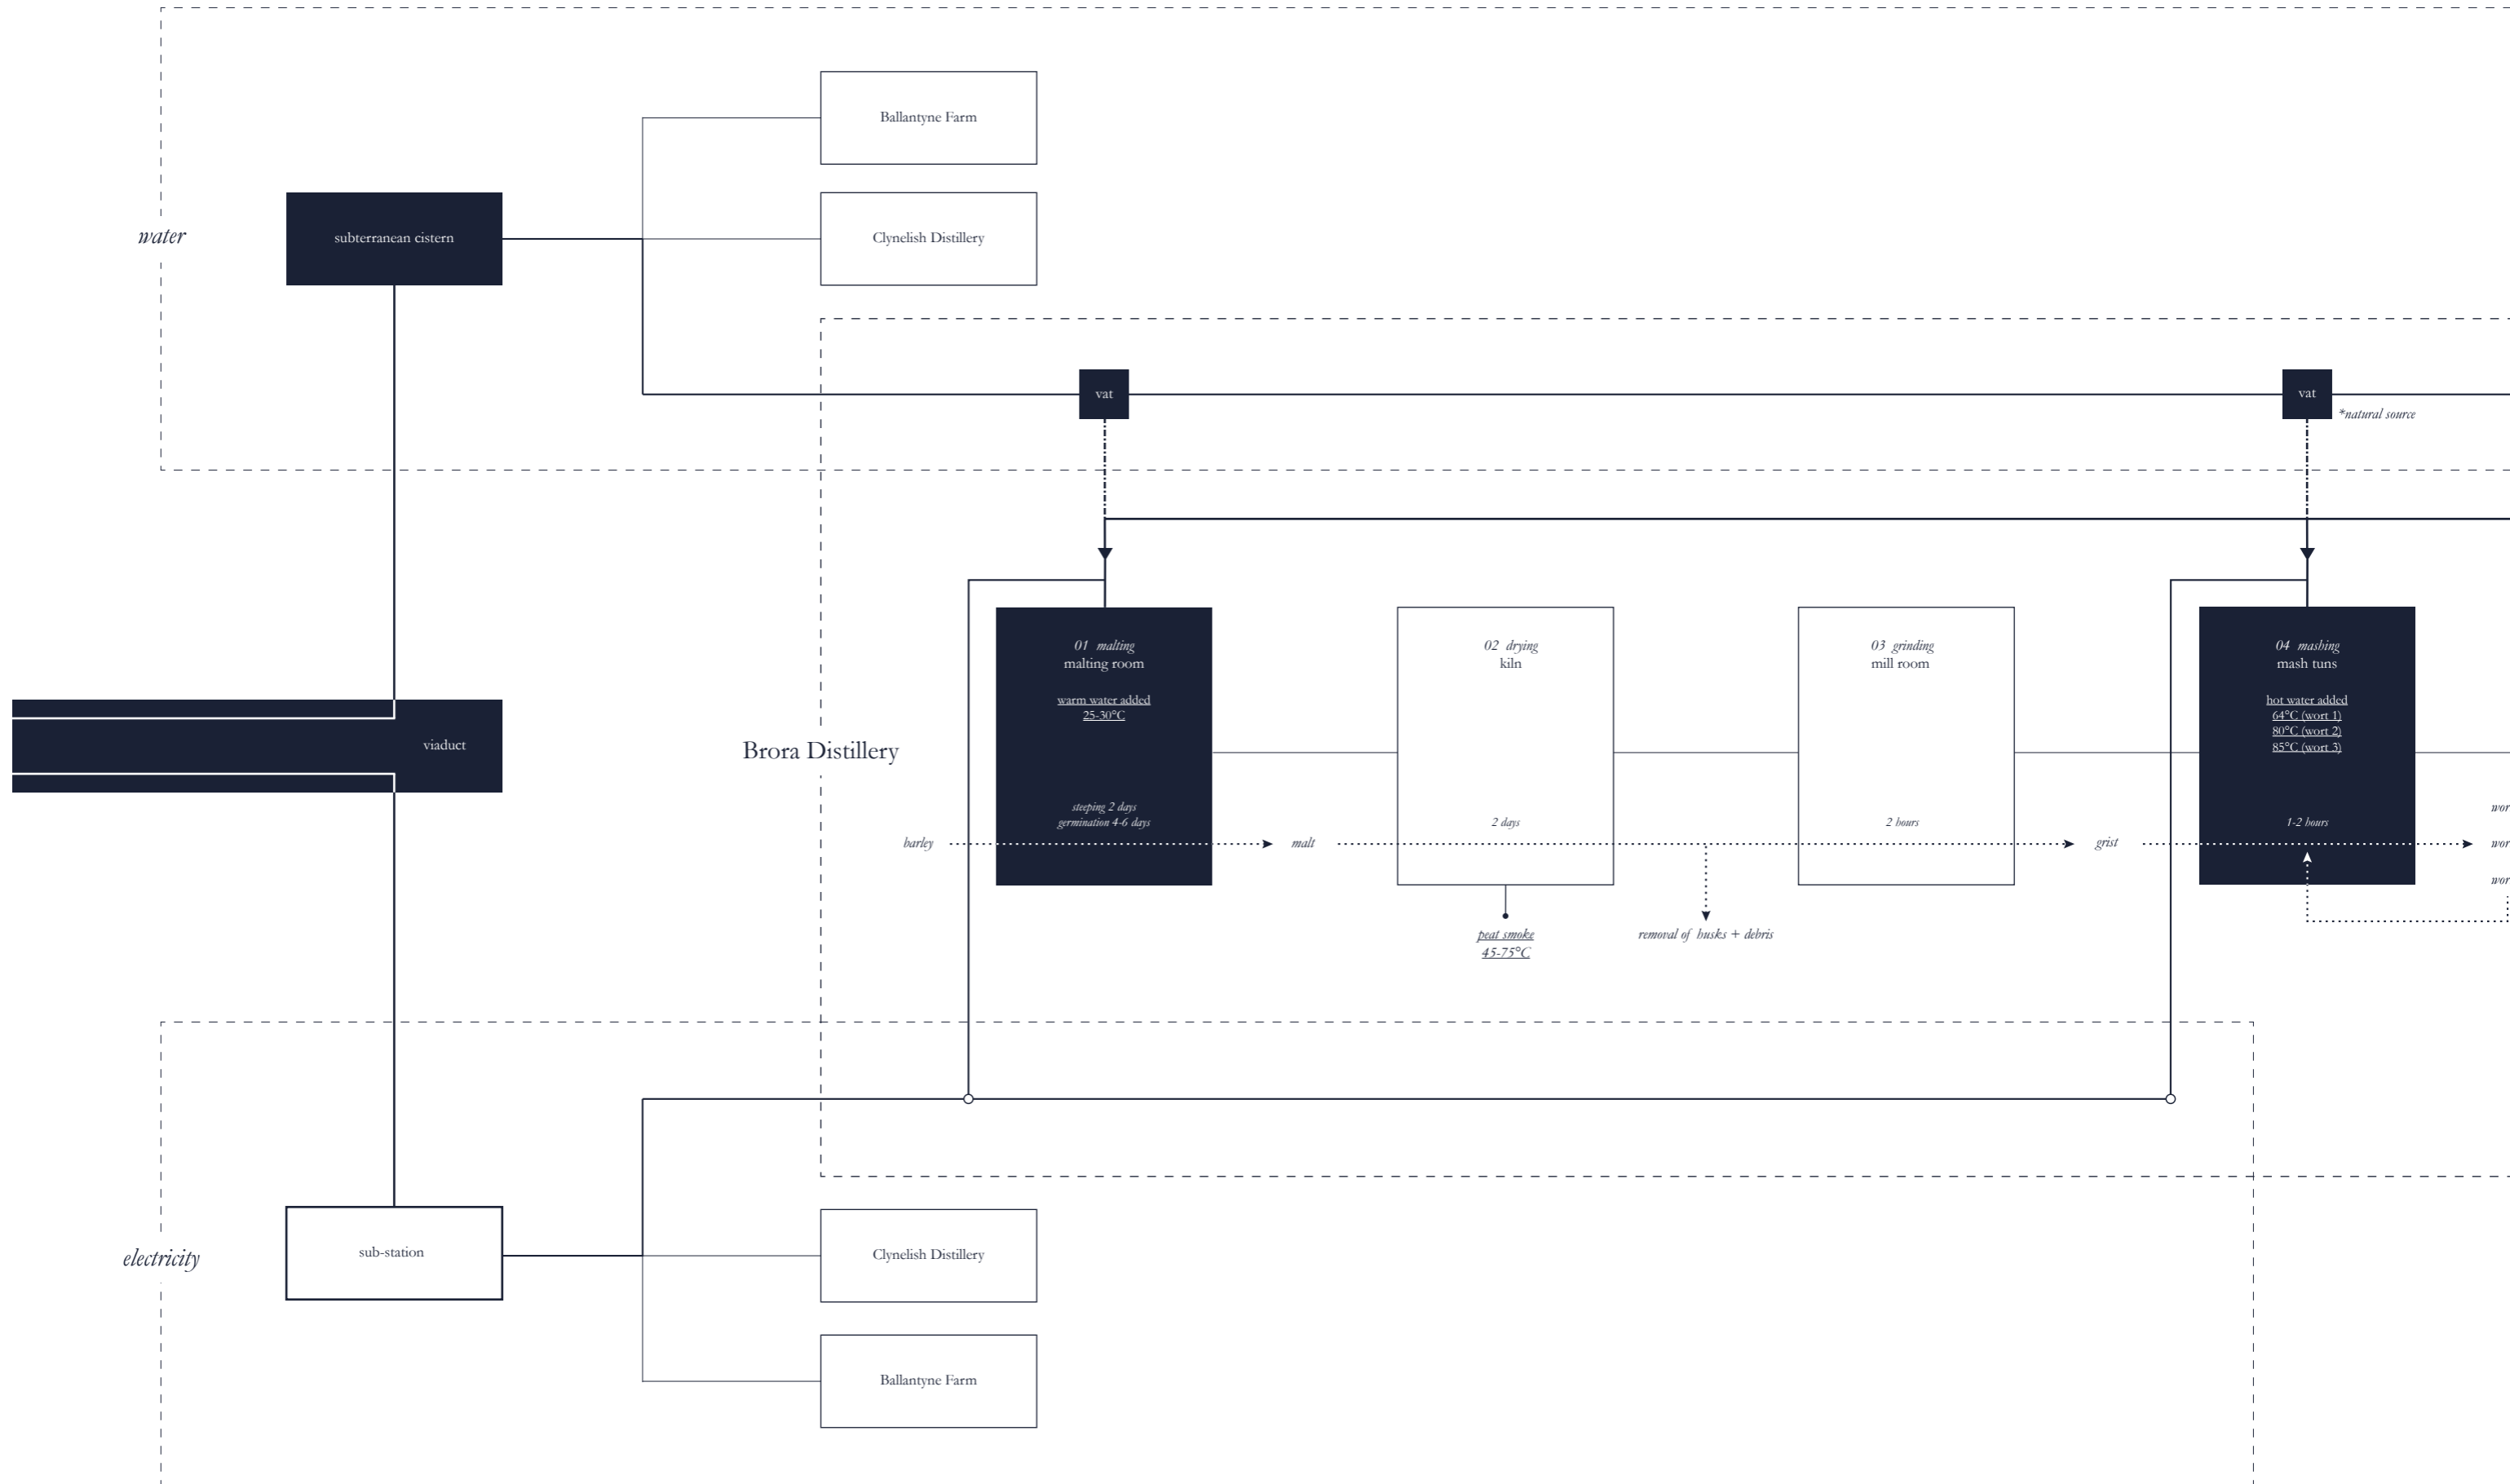 Ballantyne Farm
water
subterranean cistern
Clynelish Distillery
vat
vat
*natural source
01 malting
malting room
warm water added
25-30°C
steeping 2 days
germination 4-6 days
02 drying
kiln
2 days
03 grinding
mill room
2 hours
04 mashing
mash tuns
hot water added
64°C (wort 1)
80°C (wort 2)
85°C (wort 3)
1-2 hours
viaduct
Brora Distillery
barley
malt
grist
wor
wor
wor
peat smoke
45-75°C
removal of husks + debris
electricity
sub-station
Clynelish Distillery
Ballantyne Farm